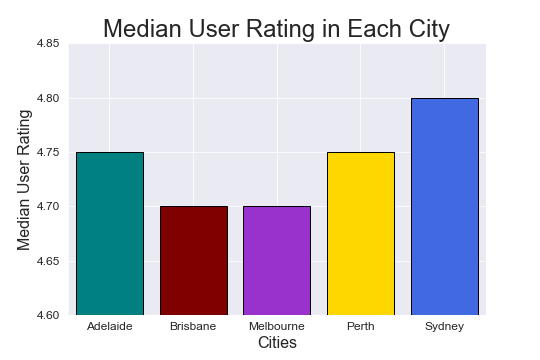 Median User Rating in Each City
Median User Rating
4.85
4.80
4.75
4.70
4.65
4.60
Adelaide Brisbane Melbourne Perth Sydney
Cities